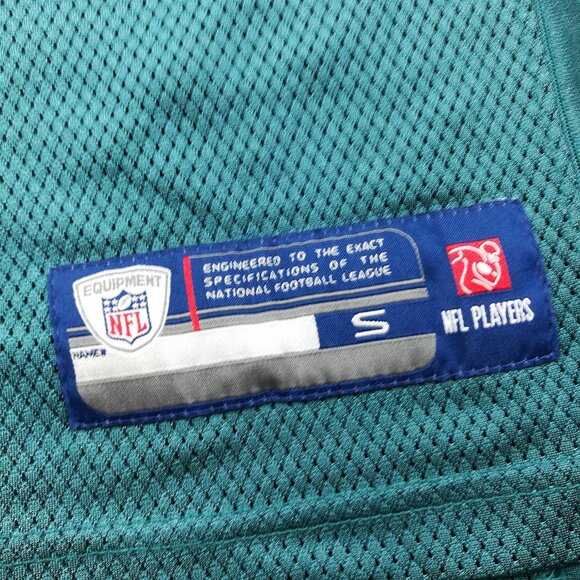 EQUIPMENT
NFL
ENGINEERED TO THE EXACT
SPECIFICATIONS OF THE
NATIONAL FOOTBALL LEAGUE
NAME#
S
NFL PLAYERS